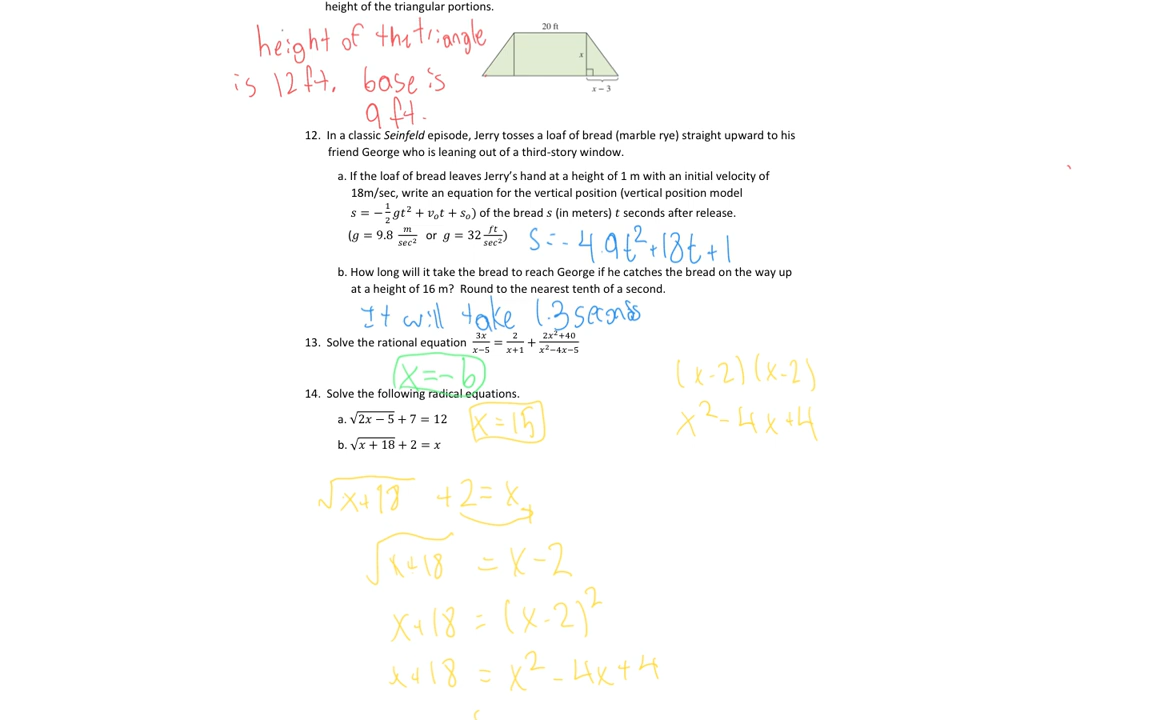 height of the triangular portions.
height of the triangle
is 12 ft. base is
9 ft.
20 ft
x
x – 3
12. In a classic Seinfeld episode, Jerry tosses a loaf of bread (marble rye) straight upward to his
friend George who is leaning out of a third-story window.
a. If the loaf of bread leaves Jerry's hand at a height of 1 m with an initial velocity of
18m/sec, write an equation for the vertical position (vertical position model
s = −1/2 gt² + v₀t + s₀) of the bread s (in meters) t seconds after release.
(g = 9.8 m/sec² or g = 32 ft/sec²)
s = - 4.9t² + 18t + 1
b. How long will it take the bread to reach George if he catches the bread on the way up
at a height of 16 m? Round to the nearest tenth of a second.
It will take 1.3 seconds
13. Solve the rational equation 3x/(x−5) = 2/(x+1) + (2x²+40)/(x²−4x−5)
x = -6
14. Solve the following radical equations.
a. √(2x − 5) + 7 = 12
x = 15
b. √(x + 18) + 2 = x
(x-2)(x-2)
x² - 4x + 4
√(x+18) + 2 = x
√(x+18) = x - 2
x+18 = (x-2)²
x+18 = x² - 4x + 4